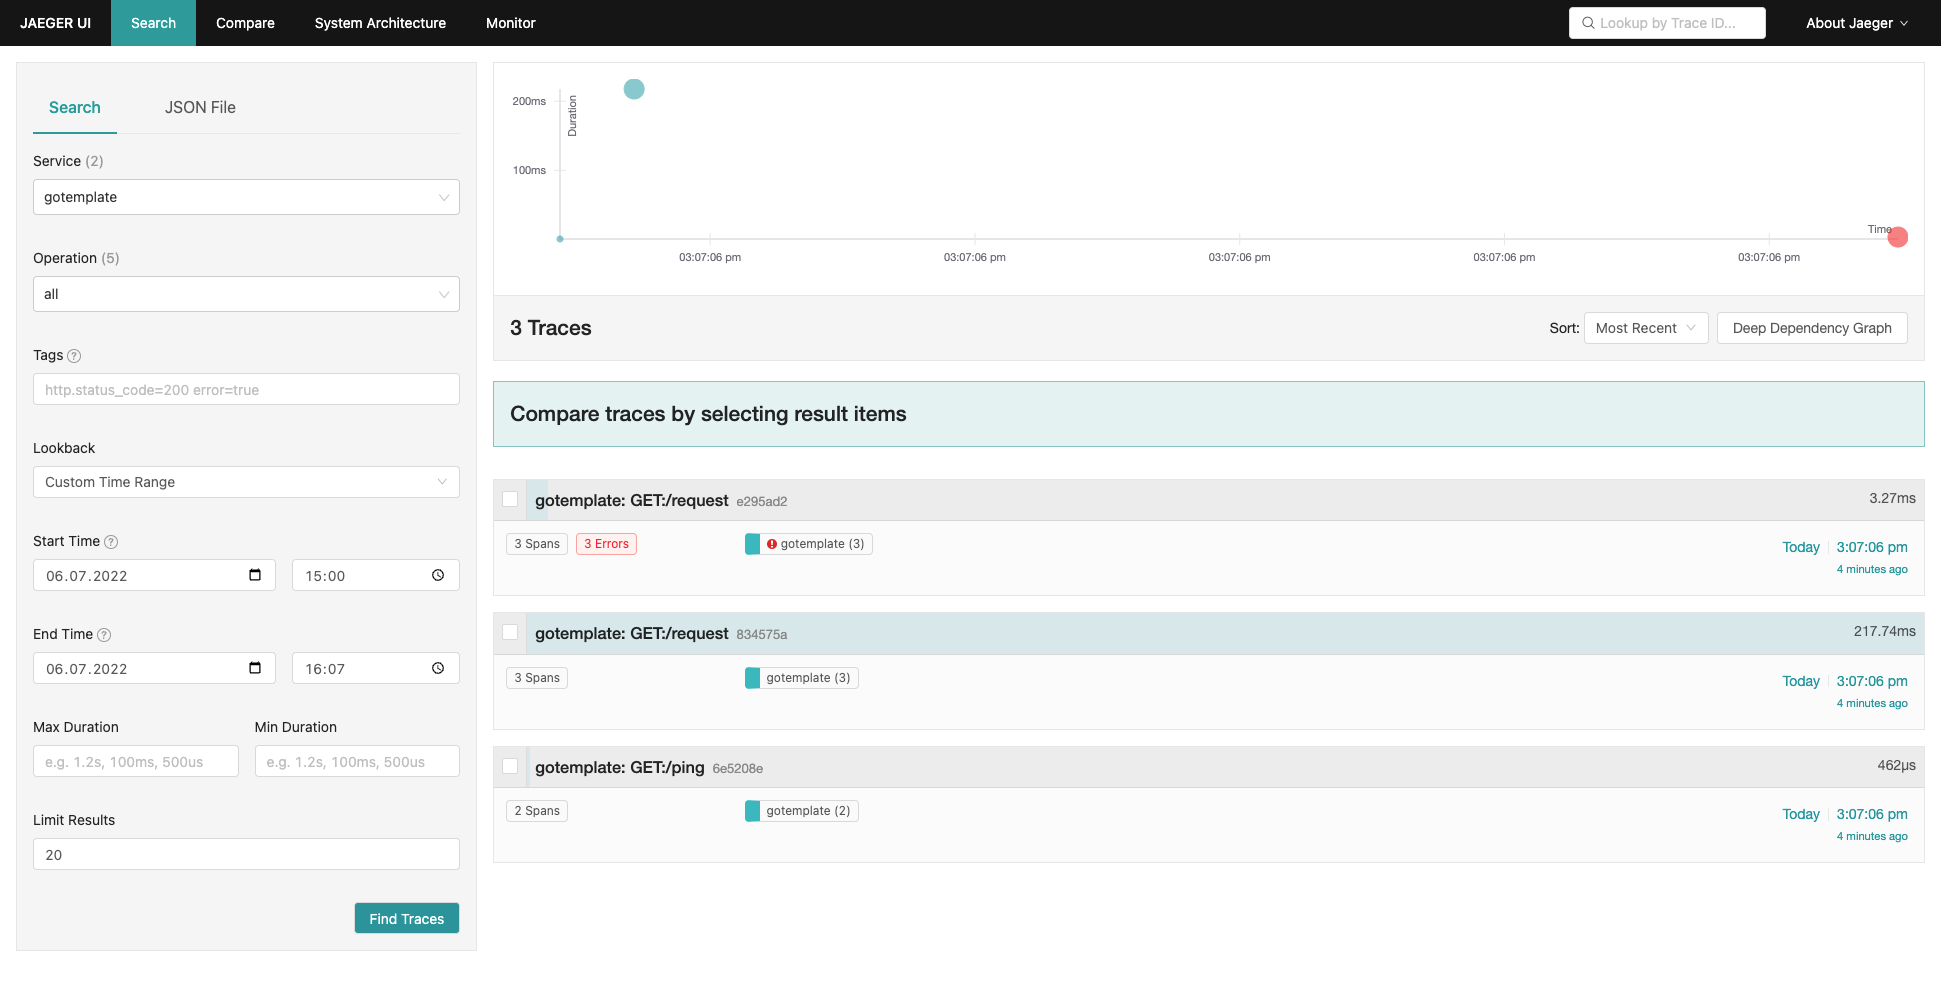 JAEGER UI Search Compare System Architecture Monitor Lookup by Trace ID... About Jaeger
Search JSON File
Service (2)
gotemplate
Operation (5)
all
Tags ?
http.status_code=200 error=true
Lookback
Custom Time Range
Start Time ?
06.07.2022 15:00
End Time ?
06.07.2022 16:07
Max Duration Min Duration
e.g. 1.2s, 100ms, 500us e.g. 1.2s, 100ms, 500us
Limit Results
20
Find Traces
200ms
Duration
100ms
Time
03:07:06 pm 03:07:06 pm 03:07:06 pm 03:07:06 pm 03:07:06 pm
3 Traces Sort: Most Recent Deep Dependency Graph
Compare traces by selecting result items
gotemplate: GET:/request e295ad2 3.27ms
3 Spans 3 Errors gotemplate (3) Today 3:07:06 pm
4 minutes ago
gotemplate: GET:/request 834575a 217.74ms
3 Spans gotemplate (3) Today 3:07:06 pm
4 minutes ago
gotemplate: GET:/ping 6e5208e 462μs
2 Spans gotemplate (2) Today 3:07:06 pm
4 minutes ago